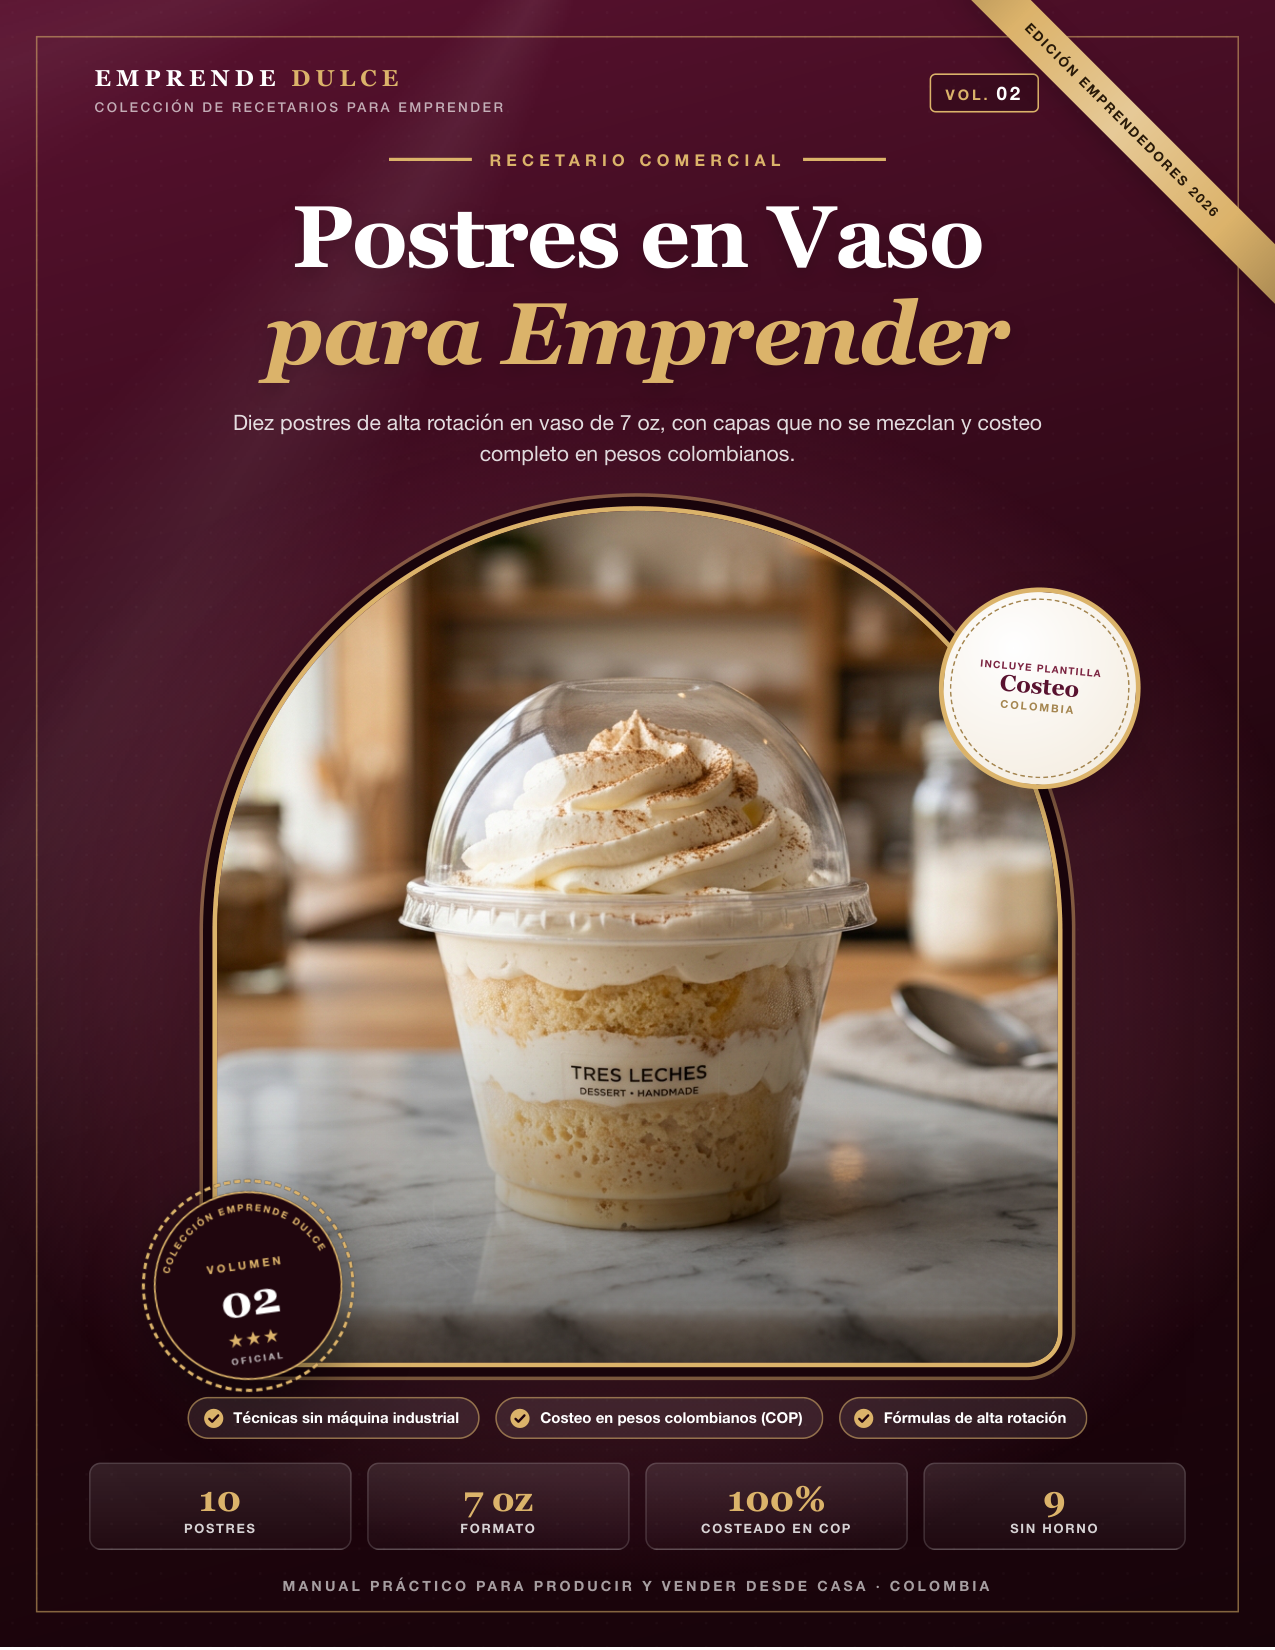 EMPRENDE DULCE
COLECCIÓN DE RECETARIOS PARA EMPRENDER
VOL. 02
EDICIÓN EMPRENDEDORES 2026
RECETARIO COMERCIAL
Postres en Vaso
para Emprender
Diez postres de alta rotación en vaso de 7 oz, con capas que no se mezclan y costeo
completo en pesos colombianos.
INCLUYE PLANTILLA
Costeo
COLOMBIA
TRES LECHES
DESSERT • HANDMADE
COLECCIÓN EMPRENDE DULCE
VOLUMEN
02
★★★
OFICIAL
Técnicas sin máquina industrial
Costeo en pesos colombianos (COP)
Fórmulas de alta rotación
10
POSTRES
7 oz
FORMATO
100%
COSTEADO EN COP
9
SIN HORNO
MANUAL PRÁCTICO PARA PRODUCIR Y VENDER DESDE CASA · COLOMBIA